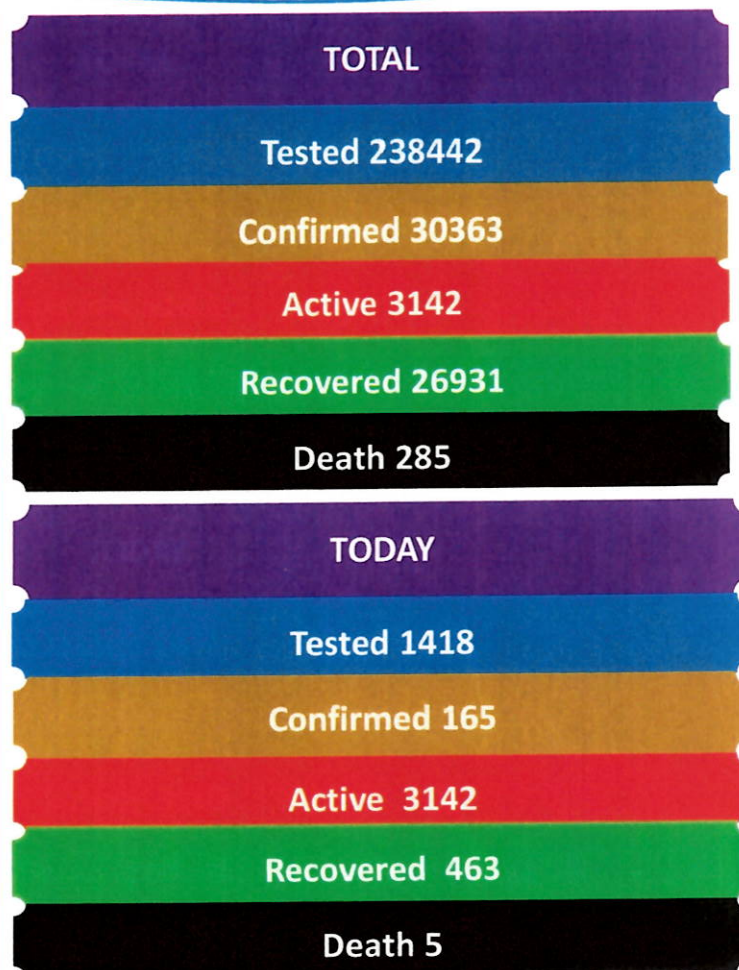 TOTAL
Tested 238442
Confirmed 30363
Active 3142
Recovered 26931
Death 285
TODAY
Tested 1418
Confirmed 165
Active 3142
Recovered 463
Death 5